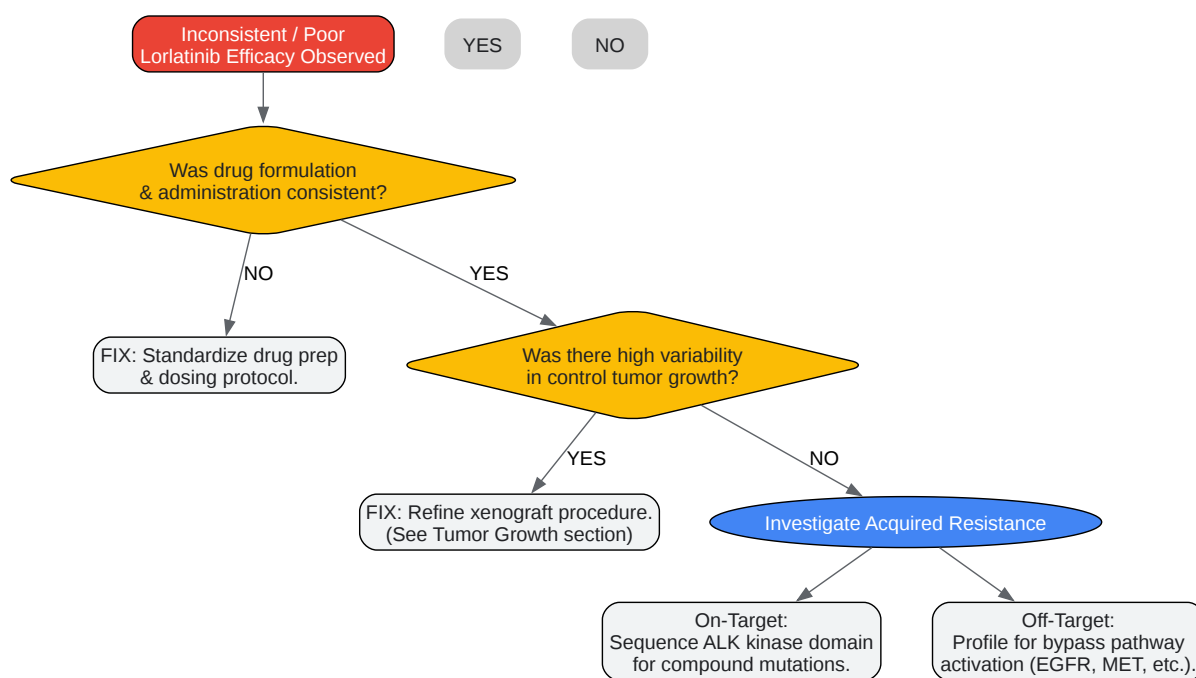 Inconsistent / Poor
Lorlatinib Efficacy Observed
YES
NO
Was drug formulation
& administration consistent?
NO
YES
FIX: Standardize drug prep
& dosing protocol.
Was there high variability
in control tumor growth?
YES
NO
FIX: Refine xenograft procedure.
(See Tumor Growth section)
Investigate Acquired Resistance
On-Target:
Sequence ALK kinase domain
for compound mutations.
Off-Target:
Profile for bypass pathway
activation (EGFR, MET, etc.).